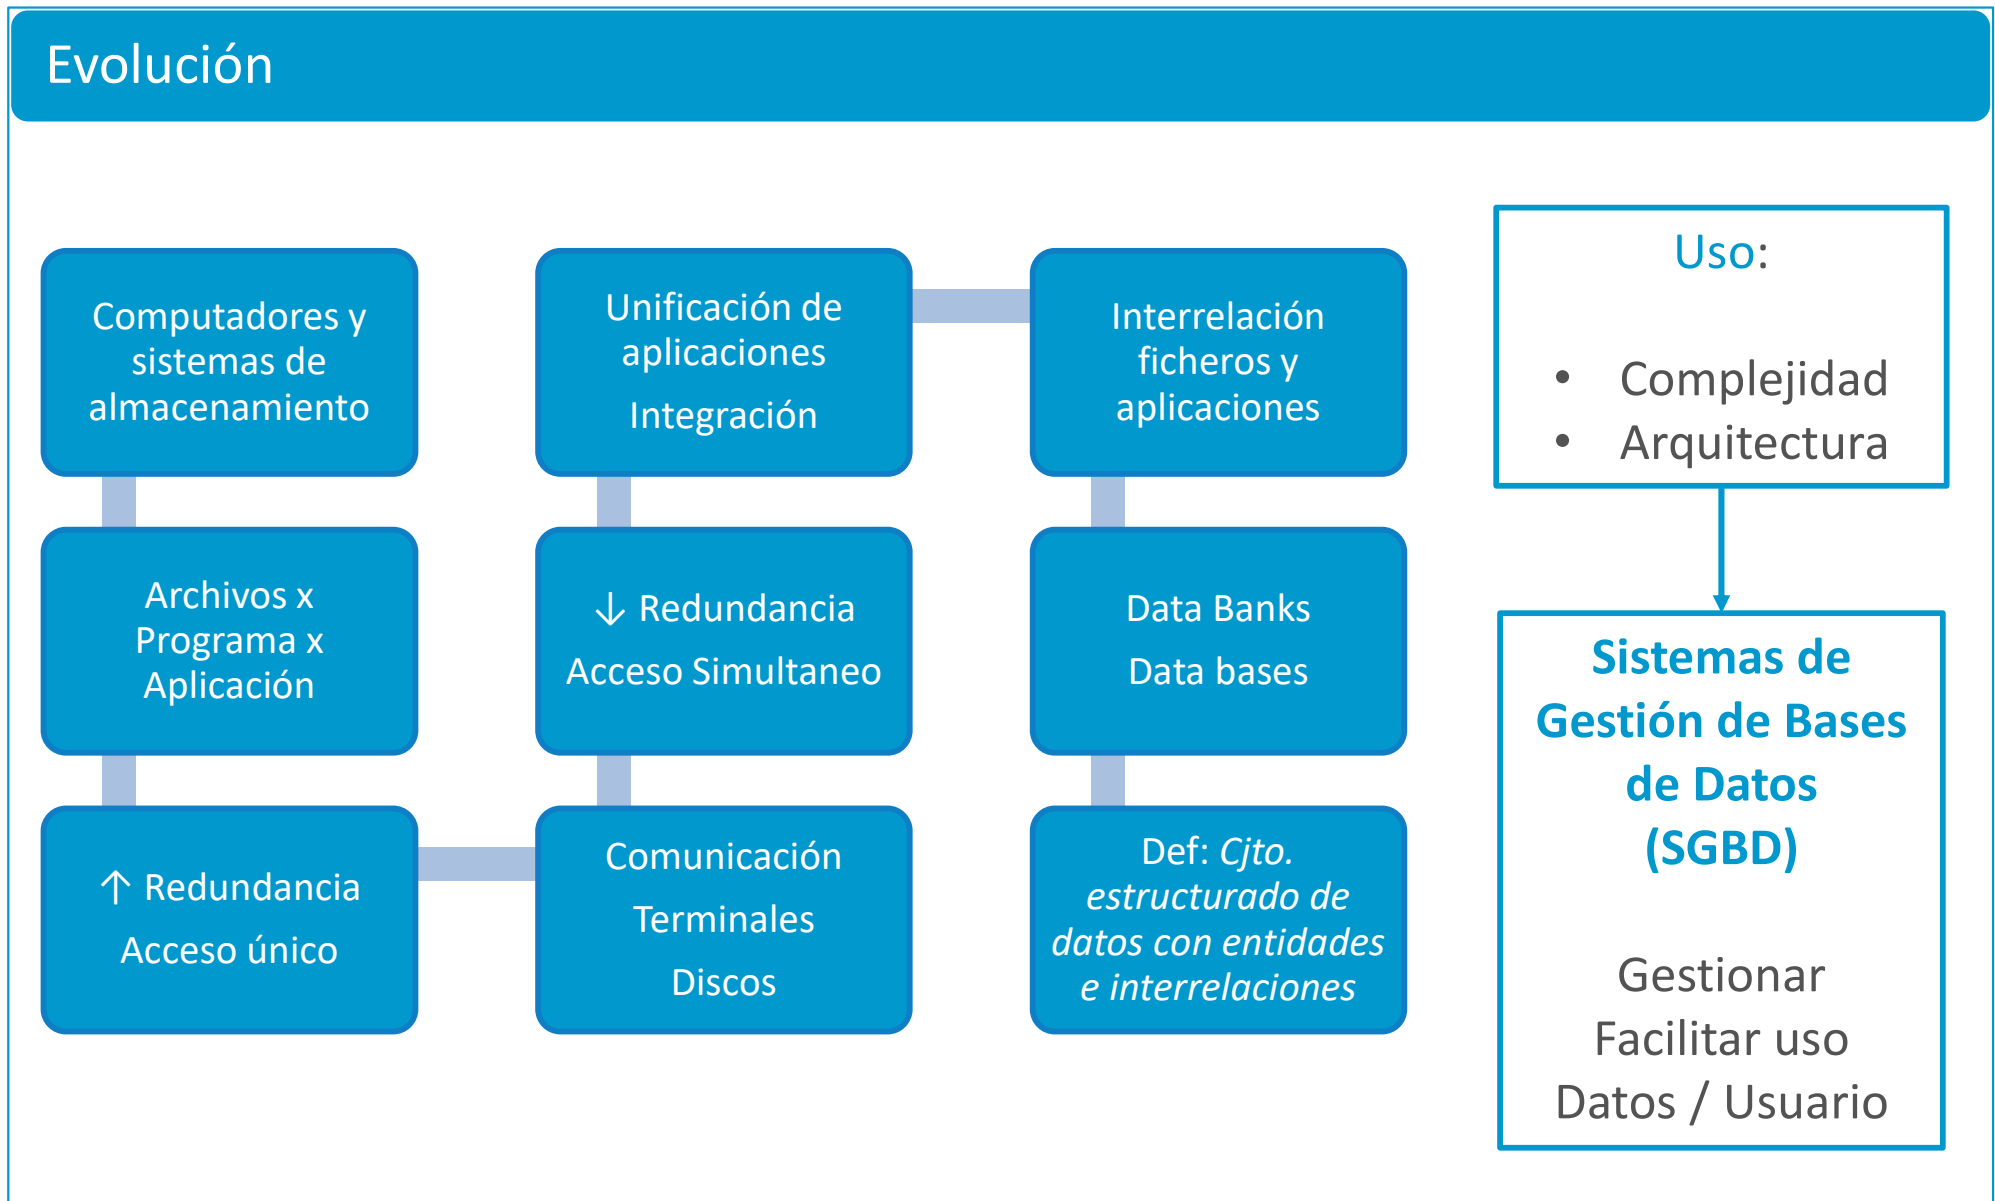 Evolución
Computadores y
sistemas de
almacenamiento
Archivos x
Programa x
Aplicación
↑ Redundancia
Acceso único
Comunicación
Terminales
Discos
↓ Redundancia
Acceso Simultaneo
Unificación de
aplicaciones
Integración
Interrelación
ficheros y
aplicaciones
Data Banks
Data bases
Def: Cjto.
estructurado de
datos con entidades
e interrelaciones
Uso:
• Complejidad
• Arquitectura
Sistemas de
Gestión de Bases
de Datos
(SGBD)
Gestionar
Facilitar uso
Datos / Usuario